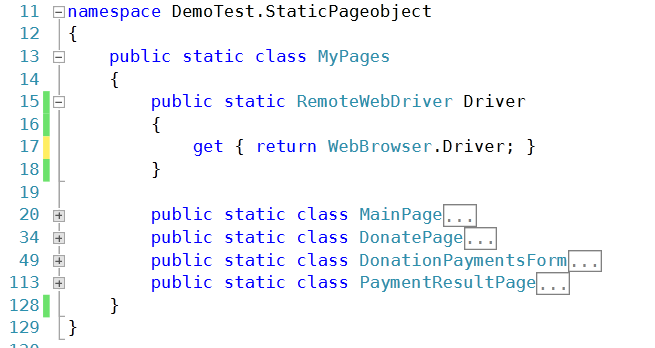 11 namespace DemoTest.StaticPageobject
12 {
13 public static class MyPages
14 {
15 public static RemoteWebDriver Driver
16 {
17 get { return WebBrowser.Driver; }
18 }
19
20 public static class MainPage...
34 public static class DonatePage...
49 public static class DonationPaymentsForm...
113 public static class PaymentResultPage...
128 }
129 }